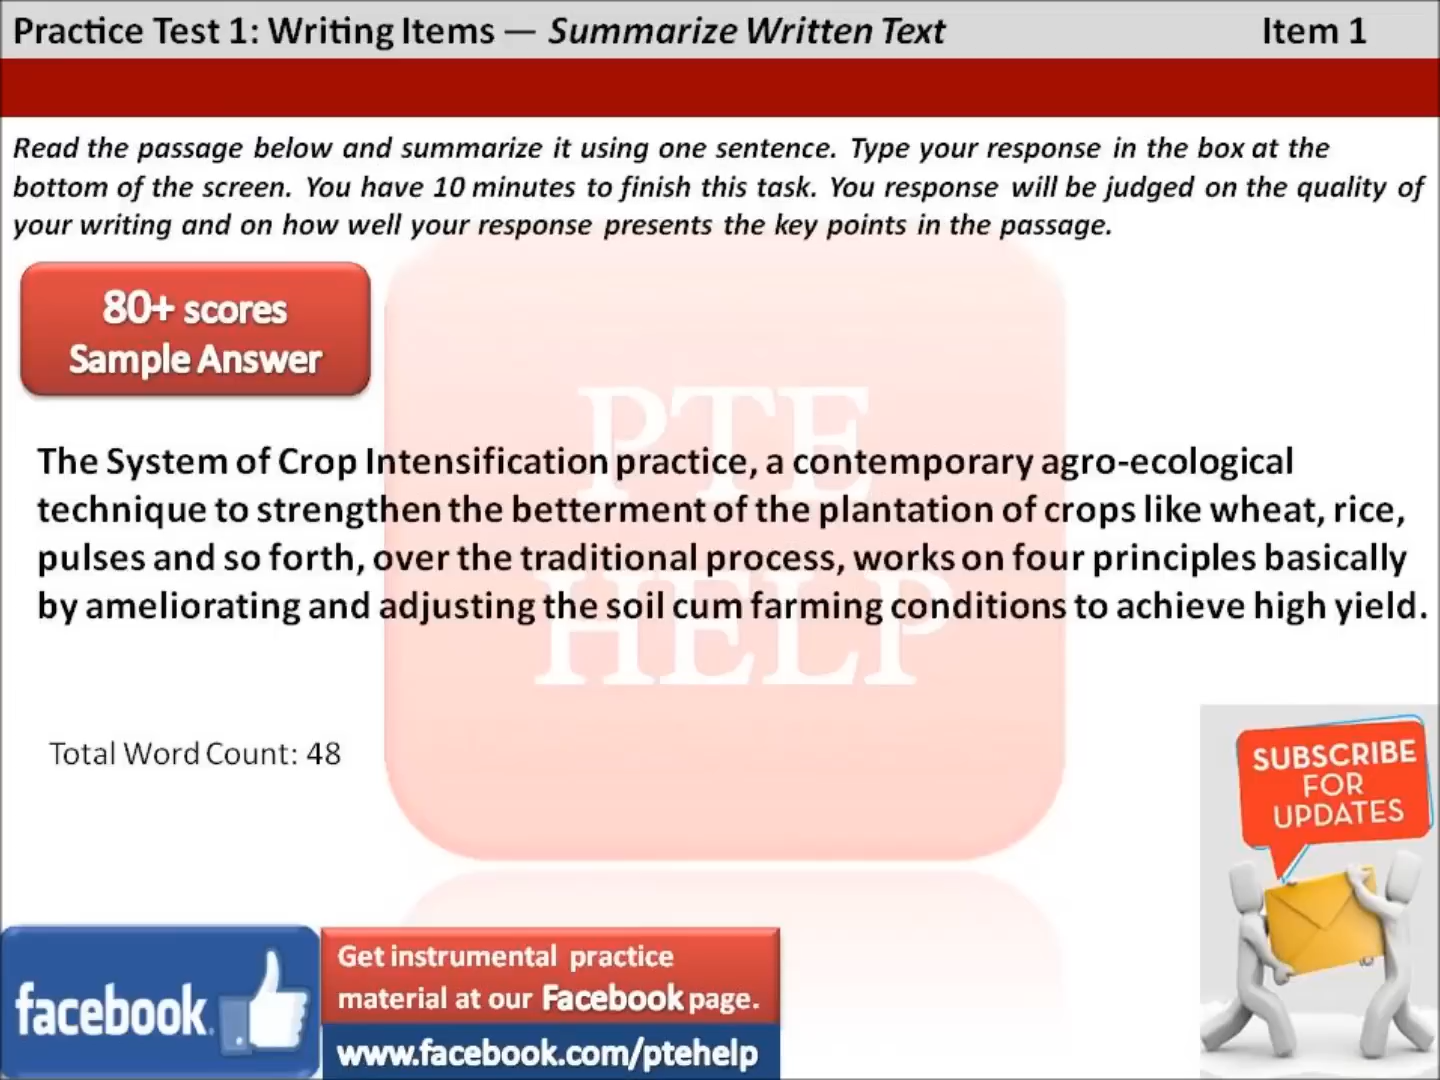 Practice Test 1: Writing Items — Summarize Written Text Item 1
Read the passage below and summarize it using one sentence. Type your response in the box at the
bottom of the screen. You have 10 minutes to finish this task. You response will be judged on the quality of
your writing and on how well your response presents the key points in the passage.
80+ scores
Sample Answer
PTE
HELP
The System of Crop Intensification practice, a contemporary agro-ecological
technique to strengthen the betterment of the plantation of crops like wheat, rice,
pulses and so forth, over the traditional process, works on four principles basically
by ameliorating and adjusting the soil cum farming conditions to achieve high yield.
Total Word Count: 48
SUBSCRIBE
FOR
UPDATES
facebook.
Get instrumental practice
material at our Facebook page.
www.facebook.com/ptehelp